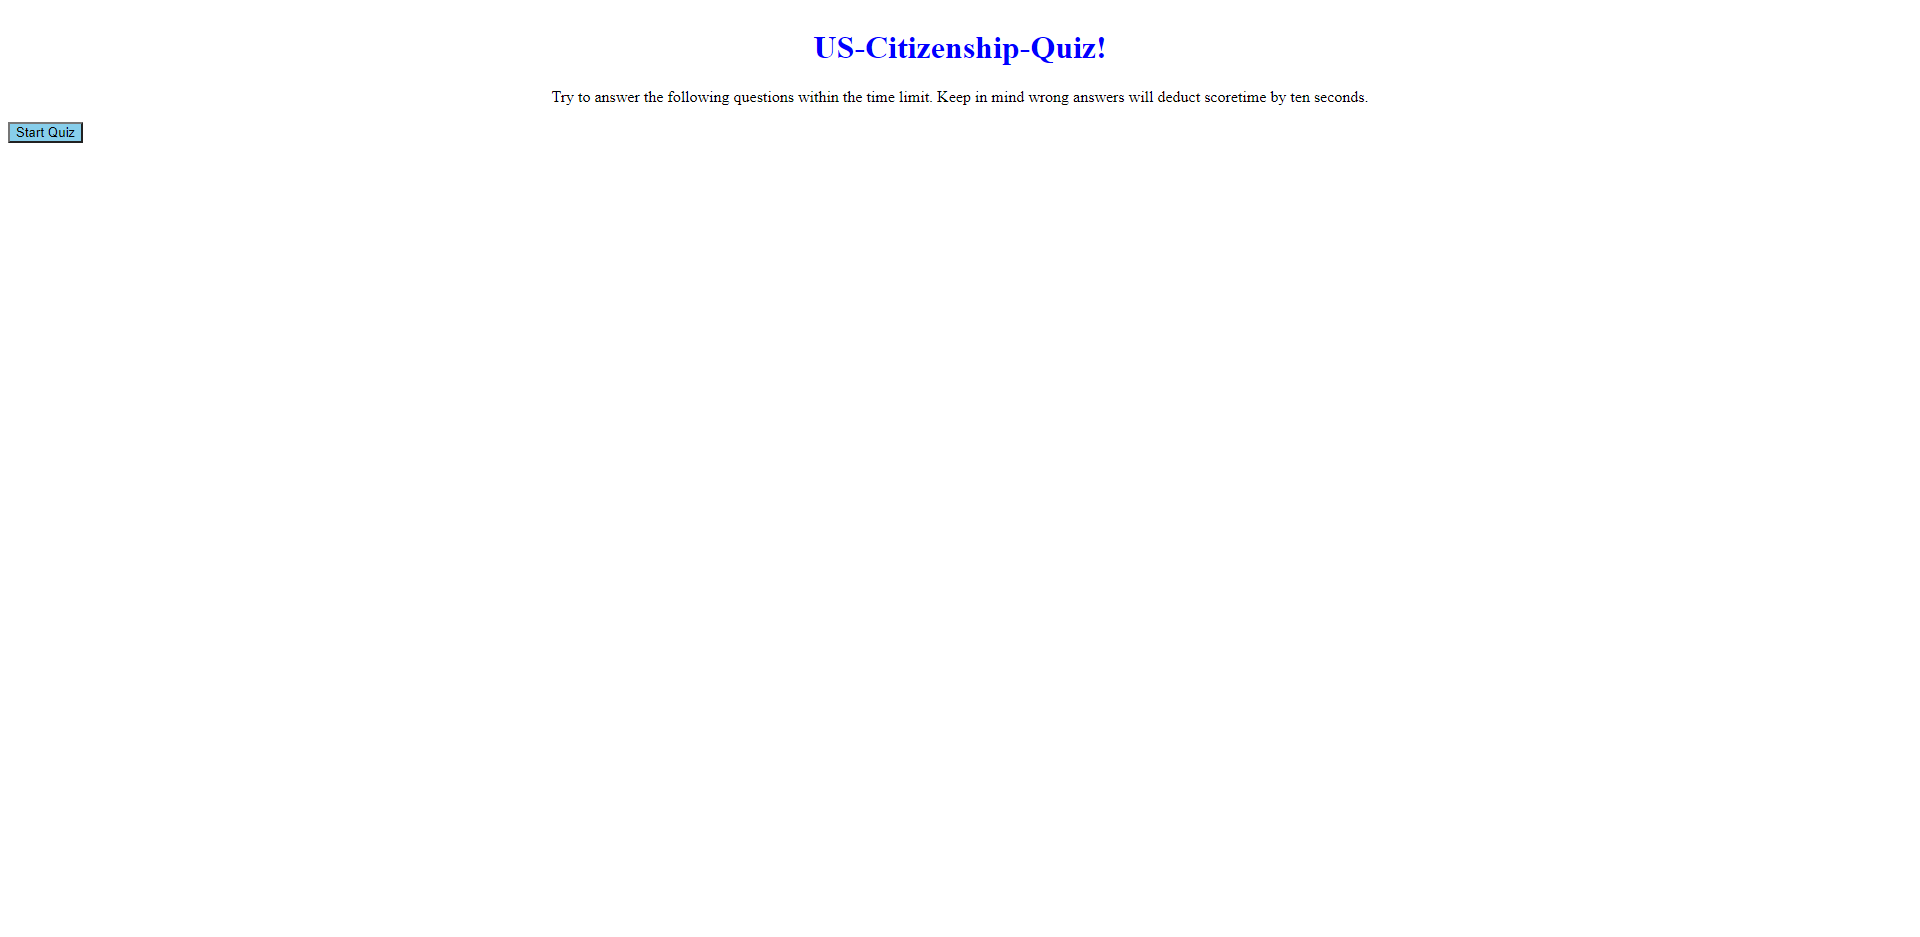 US-Citizenship-Quiz!
Try to answer the following questions within the time limit. Keep in mind wrong answers will deduct scoretime by ten seconds.
Start Quiz